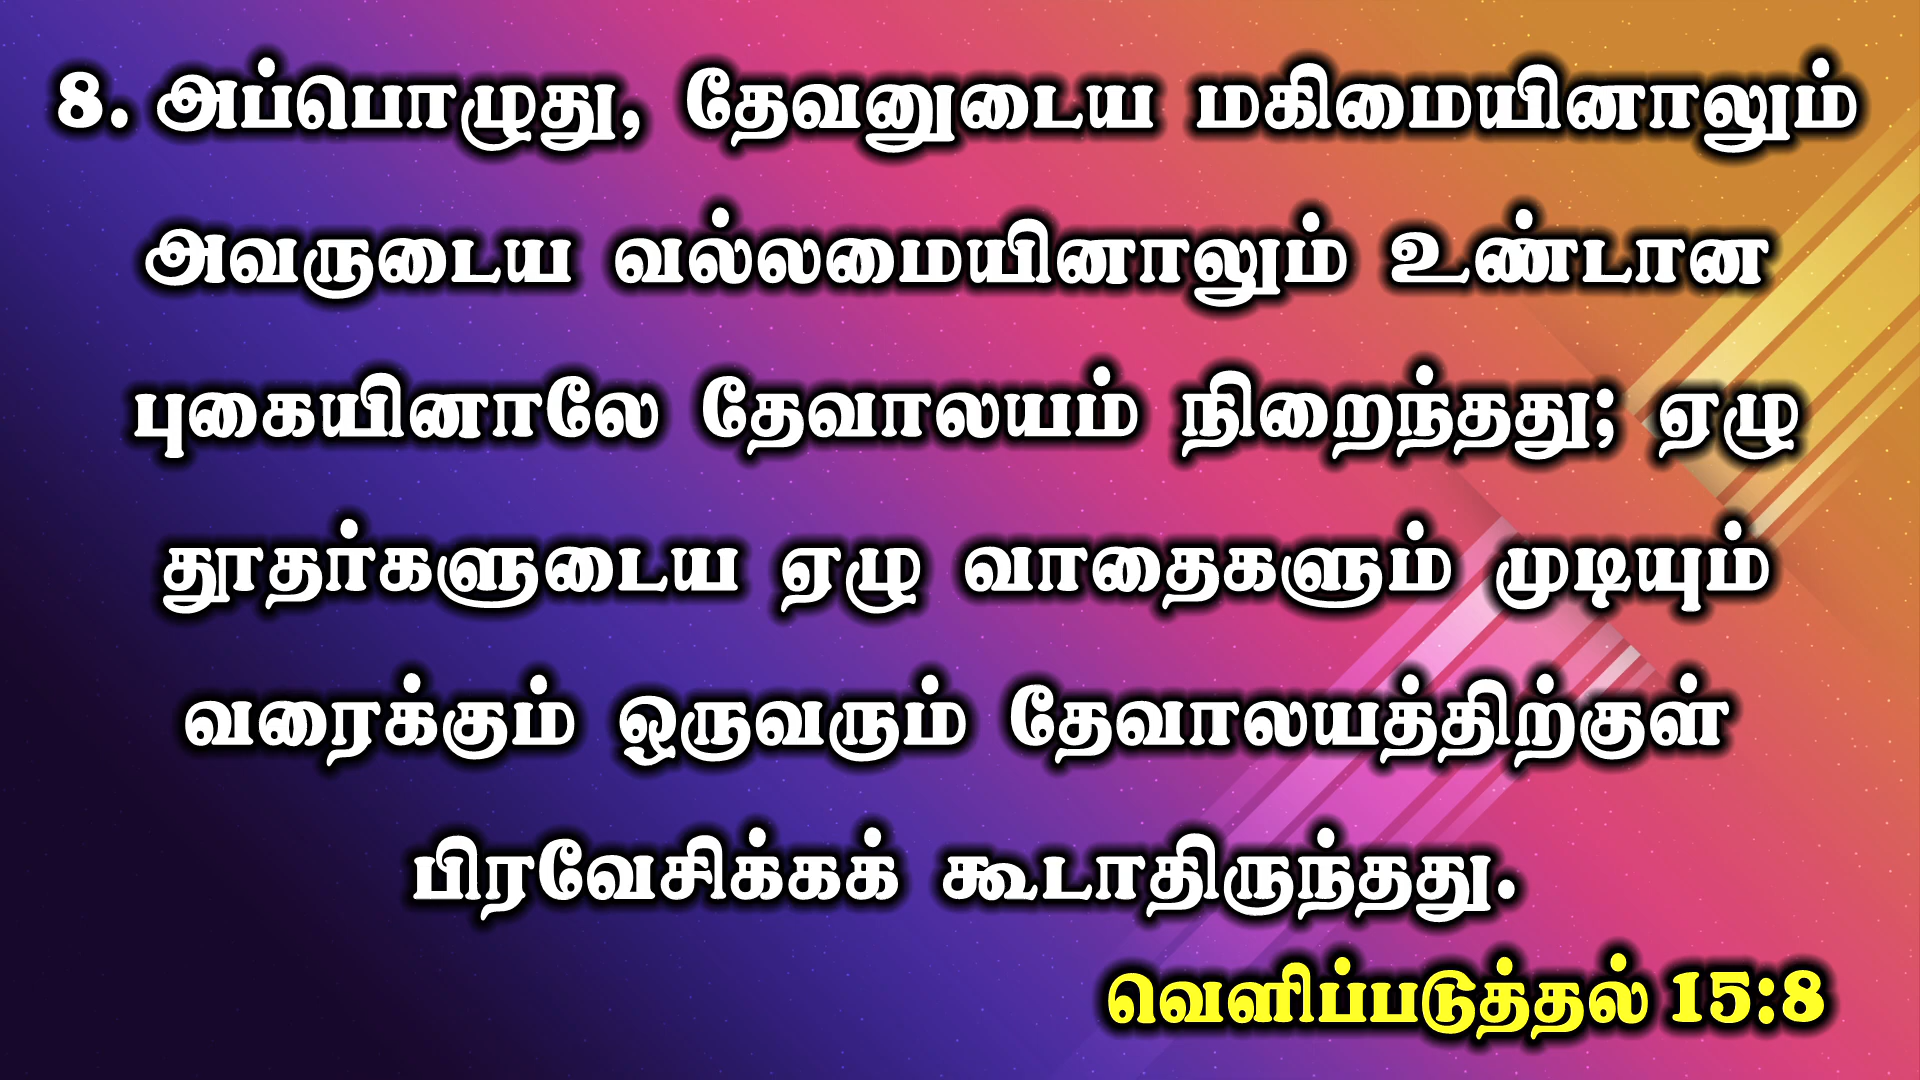 8. அப்பொழுது, தேவனுடைய மகிமையினாலும்
அவருடைய வல்லமையினாலும் உண்டான
புகையினாலே தேவாலயம் நிறைந்தது; ஏழு
தூதர்களுடைய ஏழு வாதைகளும் முடியும்
வரைக்கும் ஒருவரும் தேவாலயத்திற்குள்
பிரவேசிக்கக் கூடாதிருந்தது.
வெளிப்படுத்தல் 15:8